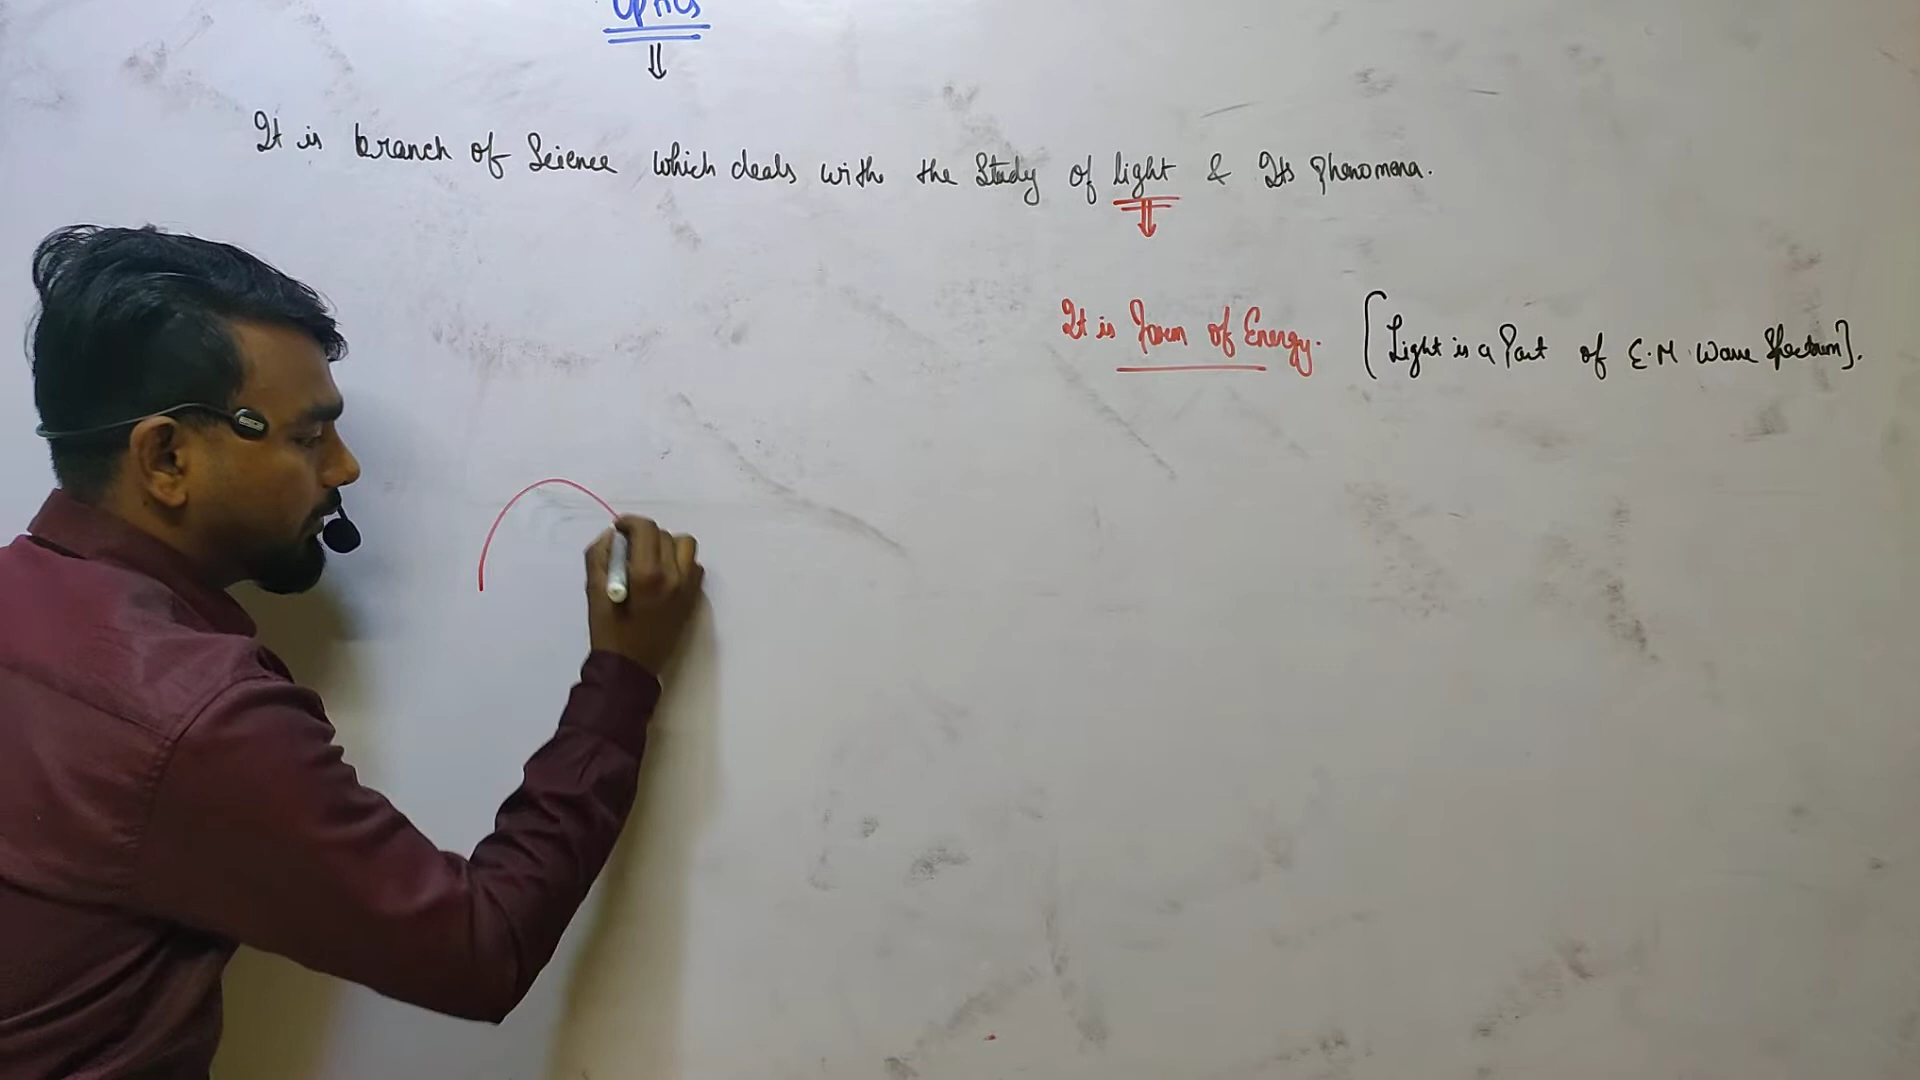 Optics
It is branch of Science which deals with the Study of light & Its phenomena.
It is Form of Energy. [Light is a Part of E.M Wave Spectrum].